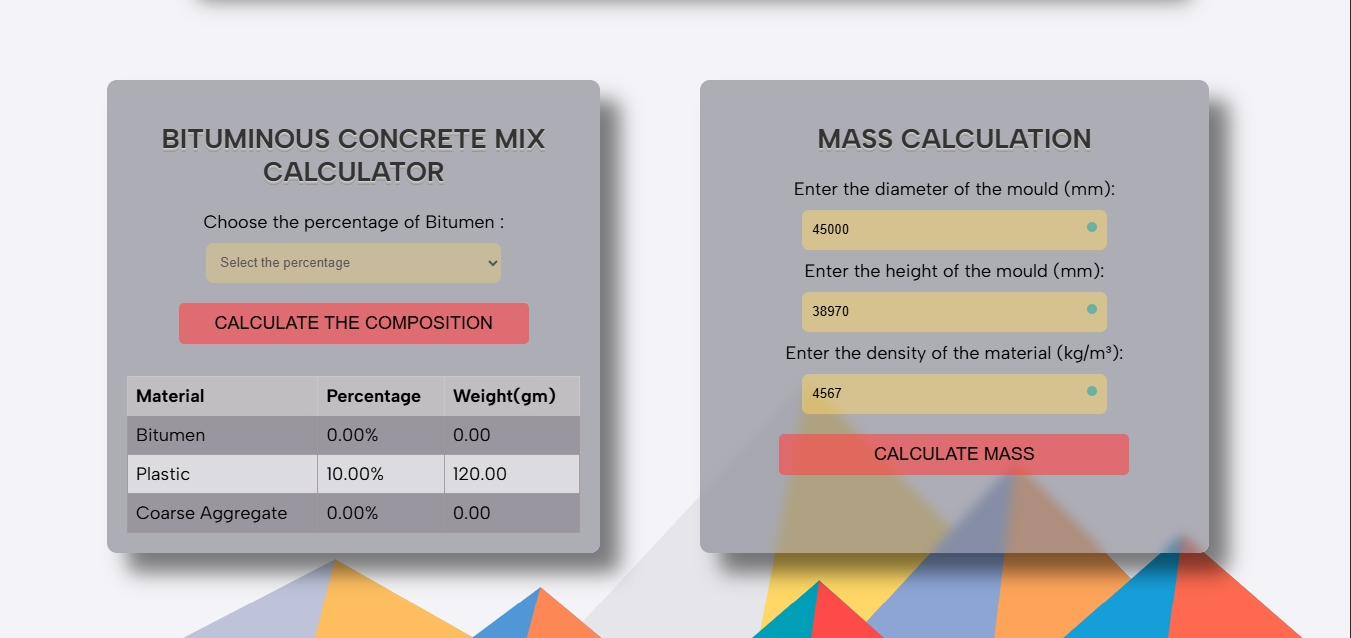 BITUMINOUS CONCRETE MIX
CALCULATOR
Choose the percentage of Bitumen :
Select the percentage
CALCULATE THE COMPOSITION
Material Percentage Weight(gm)
Bitumen 0.00% 0.00
Plastic 10.00% 120.00
Coarse Aggregate 0.00% 0.00
MASS CALCULATION
Enter the diameter of the mould (mm):
45000
Enter the height of the mould (mm):
38970
Enter the density of the material (kg/m³):
4567
CALCULATE MASS